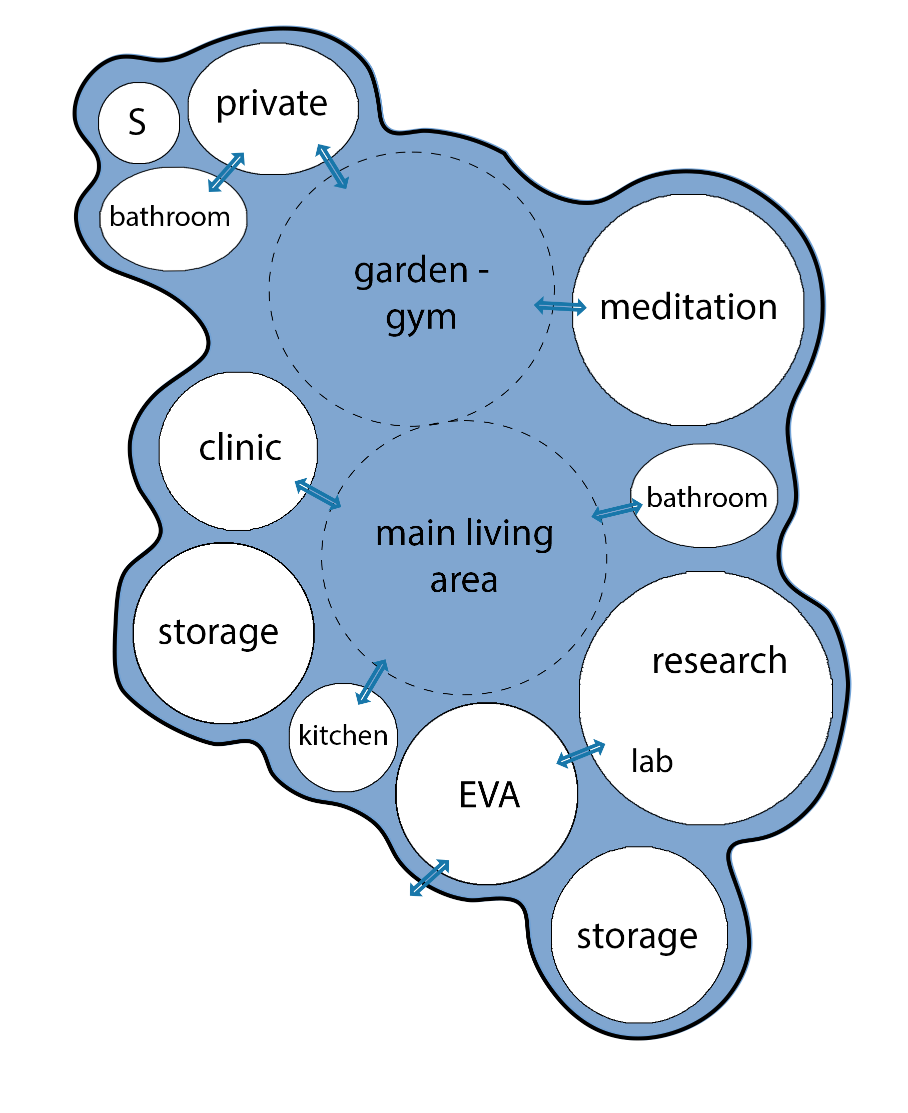 S
private
bathroom
garden -
gym
meditation
clinic
bathroom
main living
area
storage
research
lab
kitchen
EVA
storage